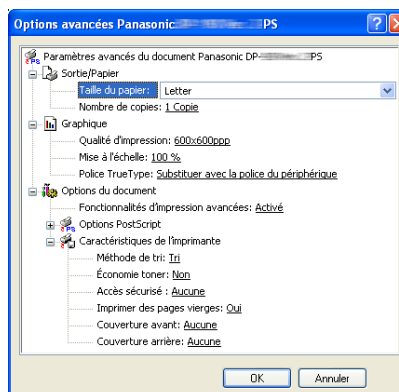 Options avancées Panasonic PS
Paramètres avancés du document Panasonic DP- PS
Sortie/Papier
Taille du papier: Letter
Nombre de copies: 1 Copie
Graphique
Qualité d'impression: 600x600ppp
Mise à l'échelle: 100 %
Police TrueType: Substituer avec la police du périphérique
Options du document
Fonctionnalités d'impression avancées: Activé
Options PostScript
Caractéristiques de l'imprimante
Méthode de tri: Tri
Économie toner: Non
Accès sécurisé : Aucune
Imprimer des pages vierges: Oui
Couverture avant: Aucune
Couverture arrière: Aucune
OK Annuler